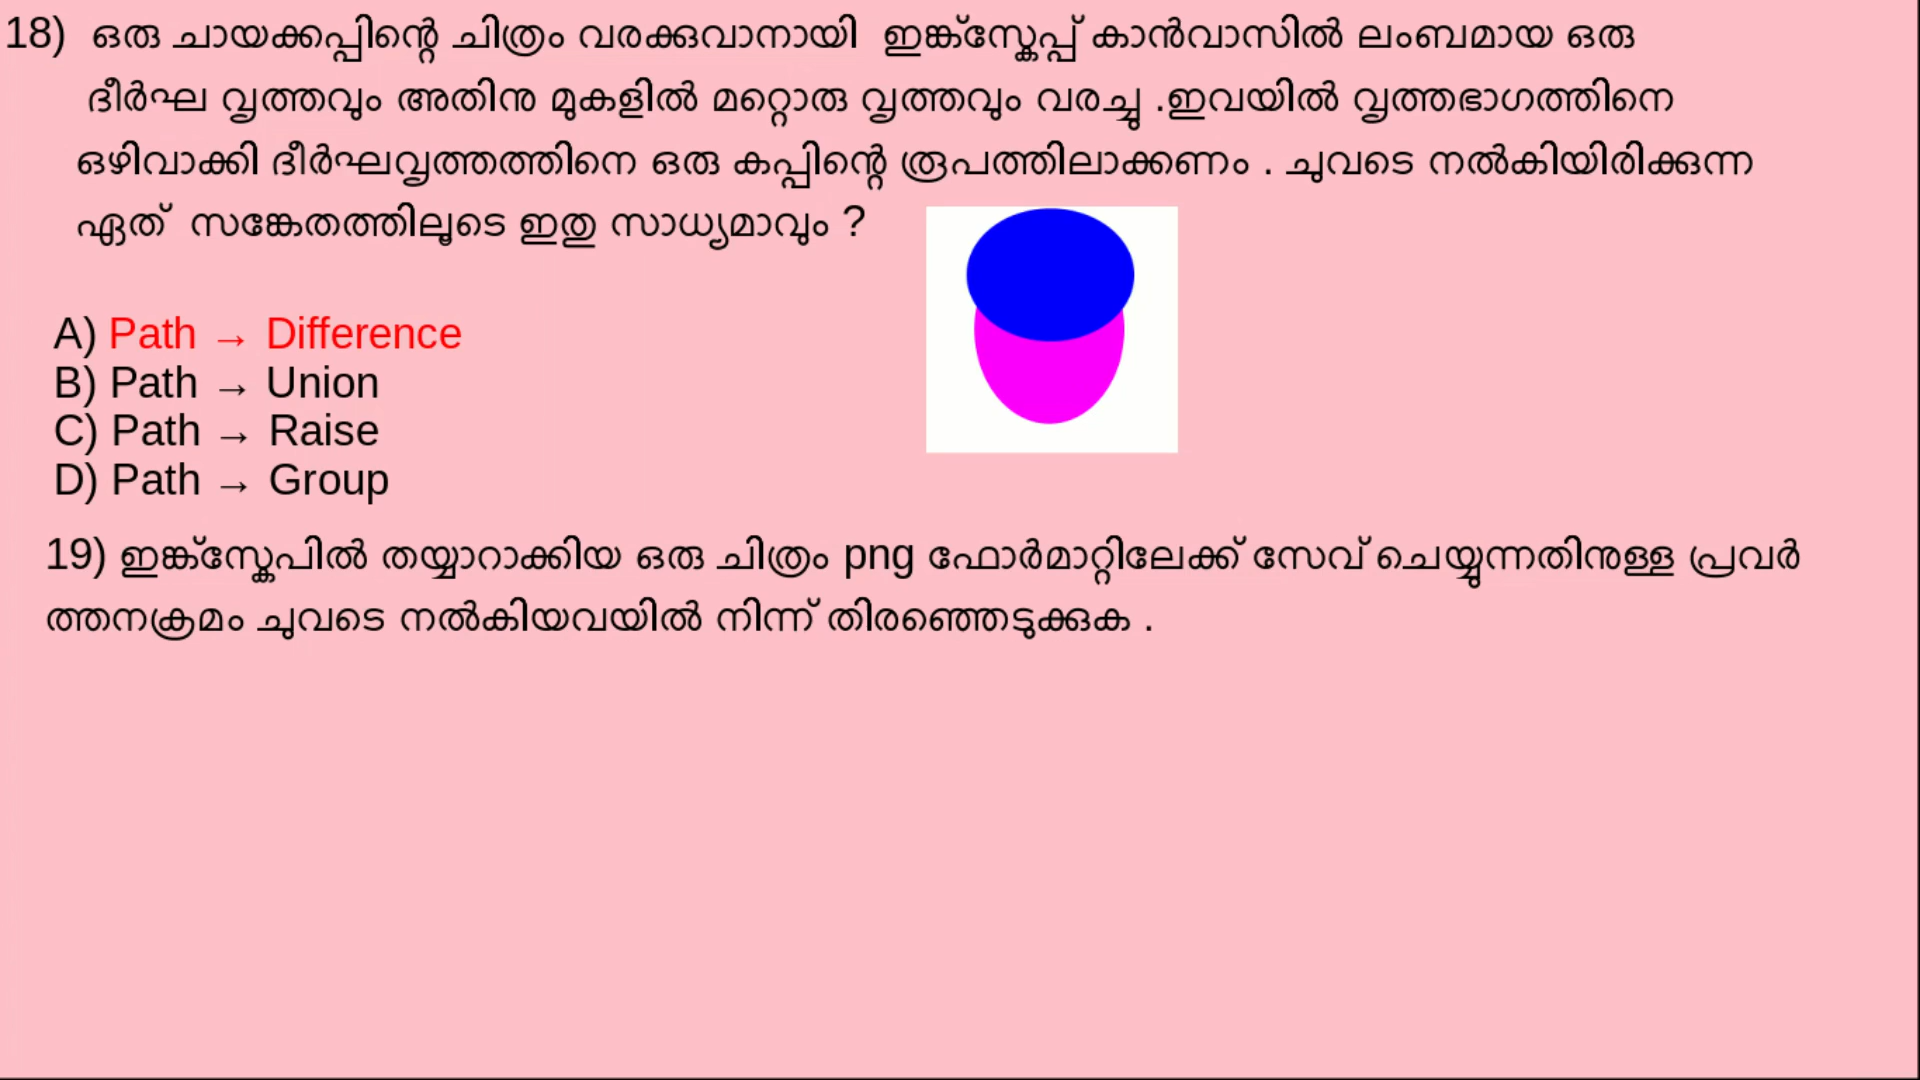 18) ഒരു ചായക്കപ്പിന്റെ ചിത്രം വരക്കുവാനായി ഇങ്ക്സ്കേപ്പ് കാൻവാസിൽ ലംബമായ ഒരു
ദീർഘ വൃത്തവും അതിനു മുകളിൽ മറ്റൊരു വൃത്തവും വരച്ചു .ഇവയിൽ വൃത്തഭാഗത്തിനെ
ഒഴിവാക്കി ദീർഘവൃത്തത്തിനെ ഒരു കപ്പിന്റെ രൂപത്തിലാക്കണം . ചുവടെ നൽകിയിരിക്കുന്ന
ഏത് സങ്കേതത്തിലൂടെ ഇതു സാധ്യമാവും ?
A) Path → Difference
B) Path → Union
C) Path → Raise
D) Path → Group
19) ഇങ്ക്സ്കേപിൽ തയ്യാറാക്കിയ ഒരു ചിത്രം png ഫോർമാറ്റിലേക്ക് സേവ് ചെയ്യുന്നതിനുള്ള പ്രവർ
ത്തനക്രമം ചുവടെ നൽകിയവയിൽ നിന്ന് തിരഞ്ഞെടുക്കുക .